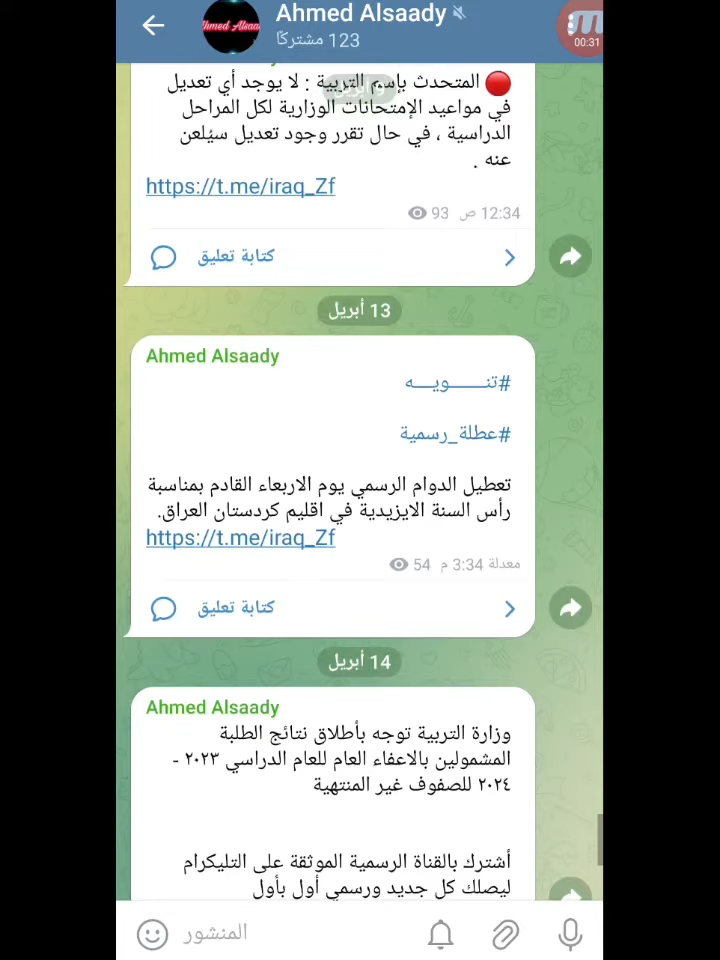 Ahmed Alsaady
123 مشتركًا
00:31
🔴 المتحدث بإسم التربية : لا يوجد أي تعديل
في مواعيد الإمتحانات الوزارية لكل المراحل
الدراسية ، في حال تقرر وجود تعديل سيُلعن
عنه .
https://t.me/iraq_Zf
93 12:34 ص
كتابة تعليق
13 أبريل
Ahmed Alsaady
#تنـــــــويــــه
#عطلة_رسمية
تعطيل الدوام الرسمي يوم الاربعاء القادم بمناسبة
رأس السنة الايزيدية في اقليم كردستان العراق.
https://t.me/iraq_Zf
54 معدلة 3:34 م
كتابة تعليق
14 أبريل
Ahmed Alsaady
وزارة التربية توجه بأطلاق نتائج الطلبة
المشمولين بالاعفاء العام للعام الدراسي ٢٠٢٣ -
٢٠٢٤ للصفوف غير المنتهية
أشترك بالقناة الرسمية الموثقة على التليكرام
ليصلك كل جديد ورسمي أول بأول
المنشور